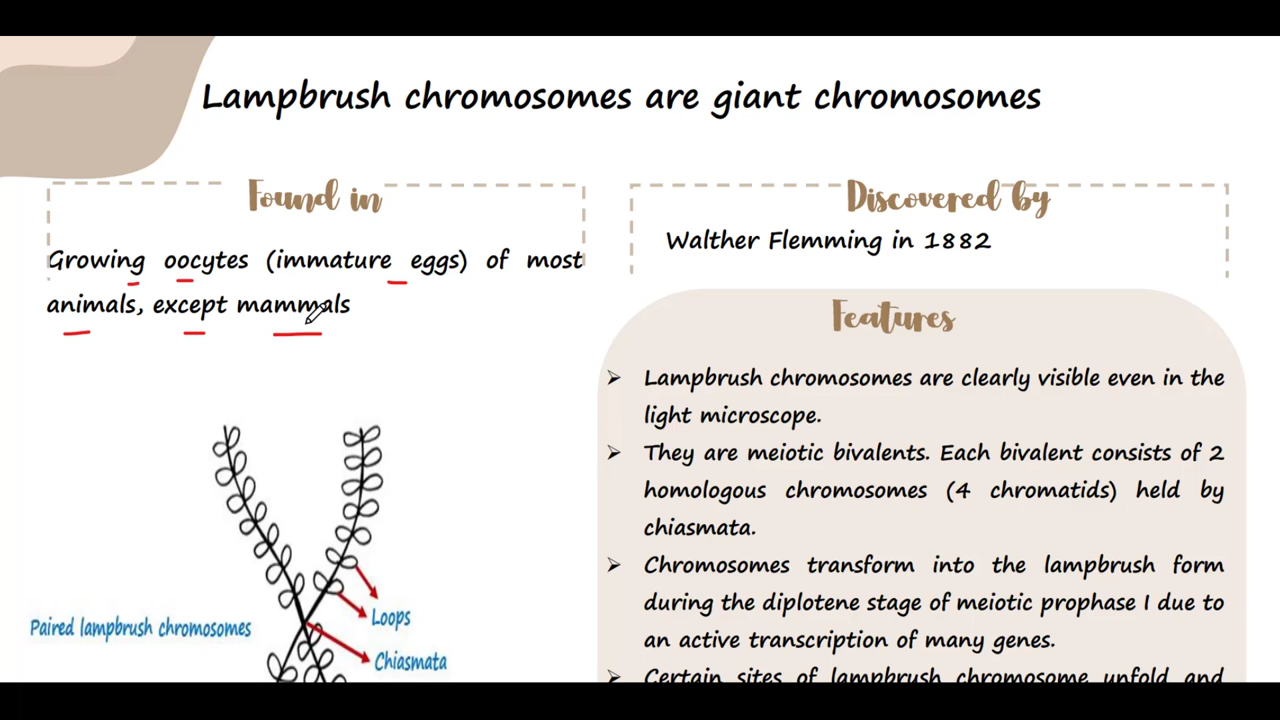 Lampbrush chromosomes are giant chromosomes
Found in
Growing oocytes (immature eggs) of most
animals, except mammals
Discovered by
Walther Flemming in 1882
Features
➢ Lampbrush chromosomes are clearly visible even in the
light microscope.
➢ They are meiotic bivalents. Each bivalent consists of 2
homologous chromosomes (4 chromatids) held by
chiasmata.
➢ Chromosomes transform into the lampbrush form
during the diplotene stage of meiotic prophase I due to
an active transcription of many genes.
➢ Certain sites of lampbrush chromosome unfold and
Loops
Paired lampbrush chromosomes
Chiasmata